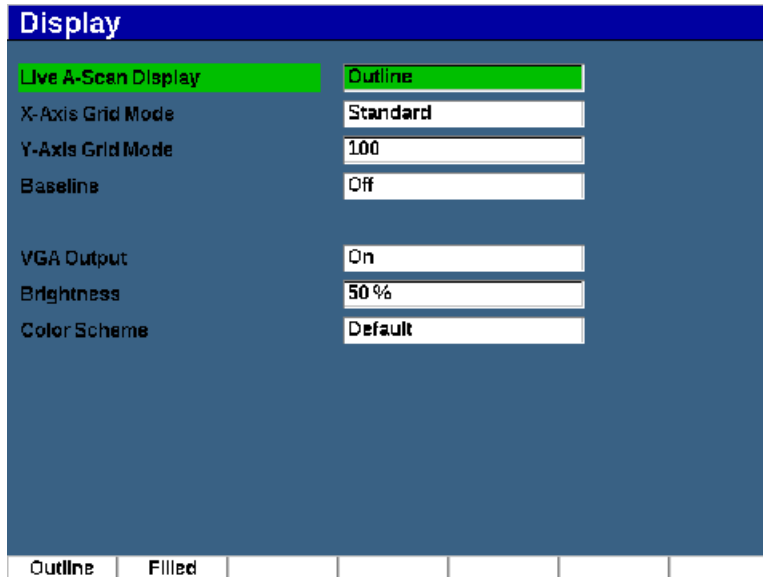 Display
Live A-Scan Display Outline
X-Axis Grid Mode Standard
Y-Axis Grid Mode 100
Baseline Off
VGA Output On
Brightness 50 %
Color Scheme Default
Outline Filled